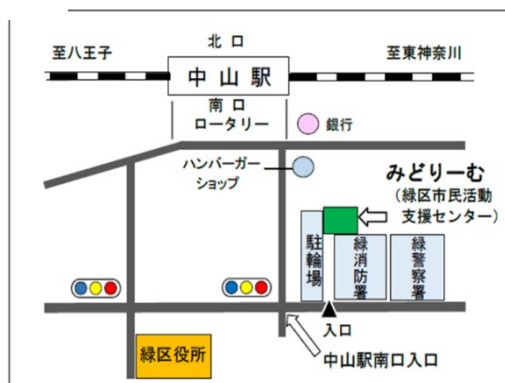 北口
至八王子
至東神奈川
中山駅
南口
ロータリー
銀行
ハンバーガー
ショップ
みどりーむ
（緑区市民活動
支援センター）
駐輪場
緑消防署
緑警察署
入口
緑区役所
中山駅南口入口